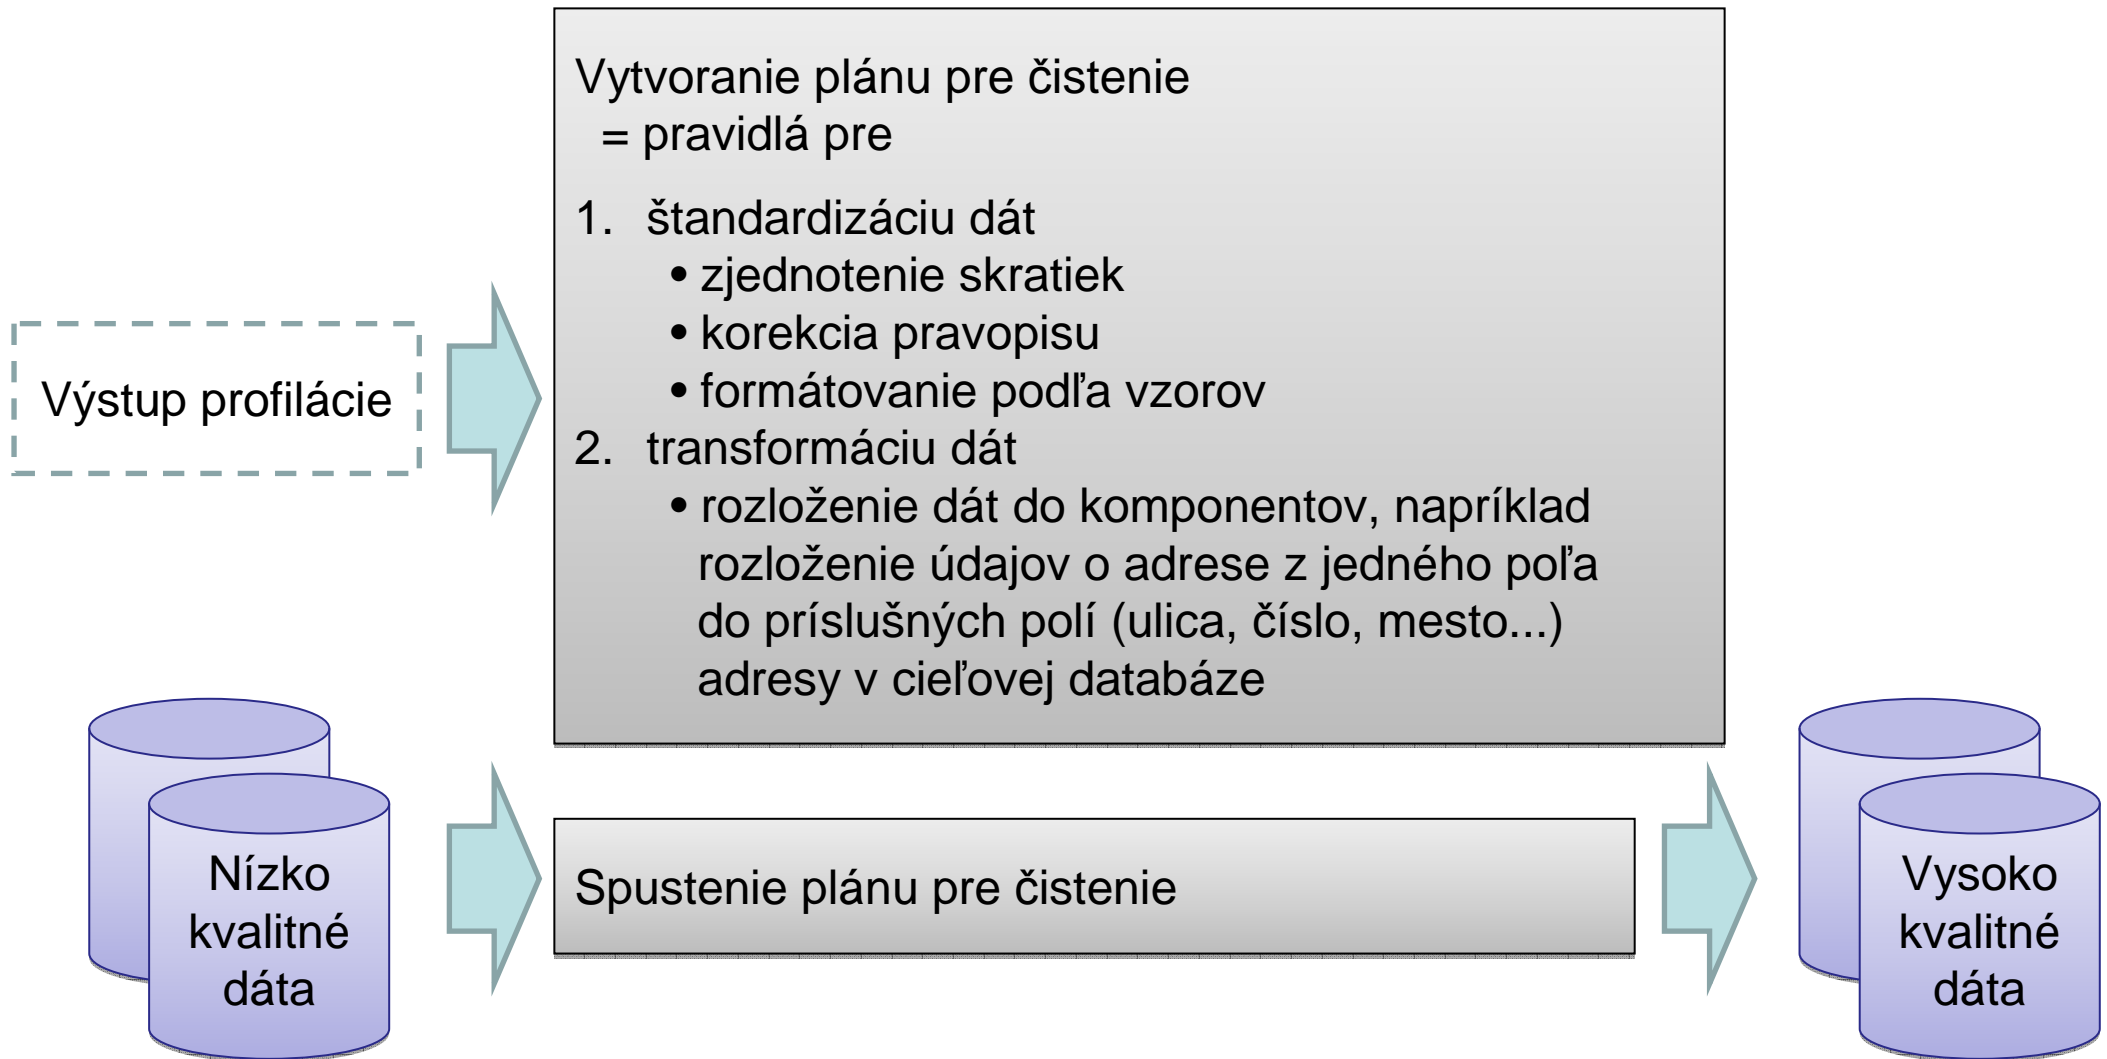 Vytvoranie plánu pre čistenie
= pravidlá pre
1. štandardizáciu dát
• zjednotenie skratiek
• korekcia pravopisu
• formátovanie podľa vzorov
2. transformáciu dát
• rozloženie dát do komponentov, napríklad
rozloženie údajov o adrese z jedného poľa
do príslušných polí (ulica, číslo, mesto...)
adresy v cieľovej databáze
Výstup profilácie
Nízko
kvalitné
dáta
Spustenie plánu pre čistenie
Vysoko
kvalitné
dáta